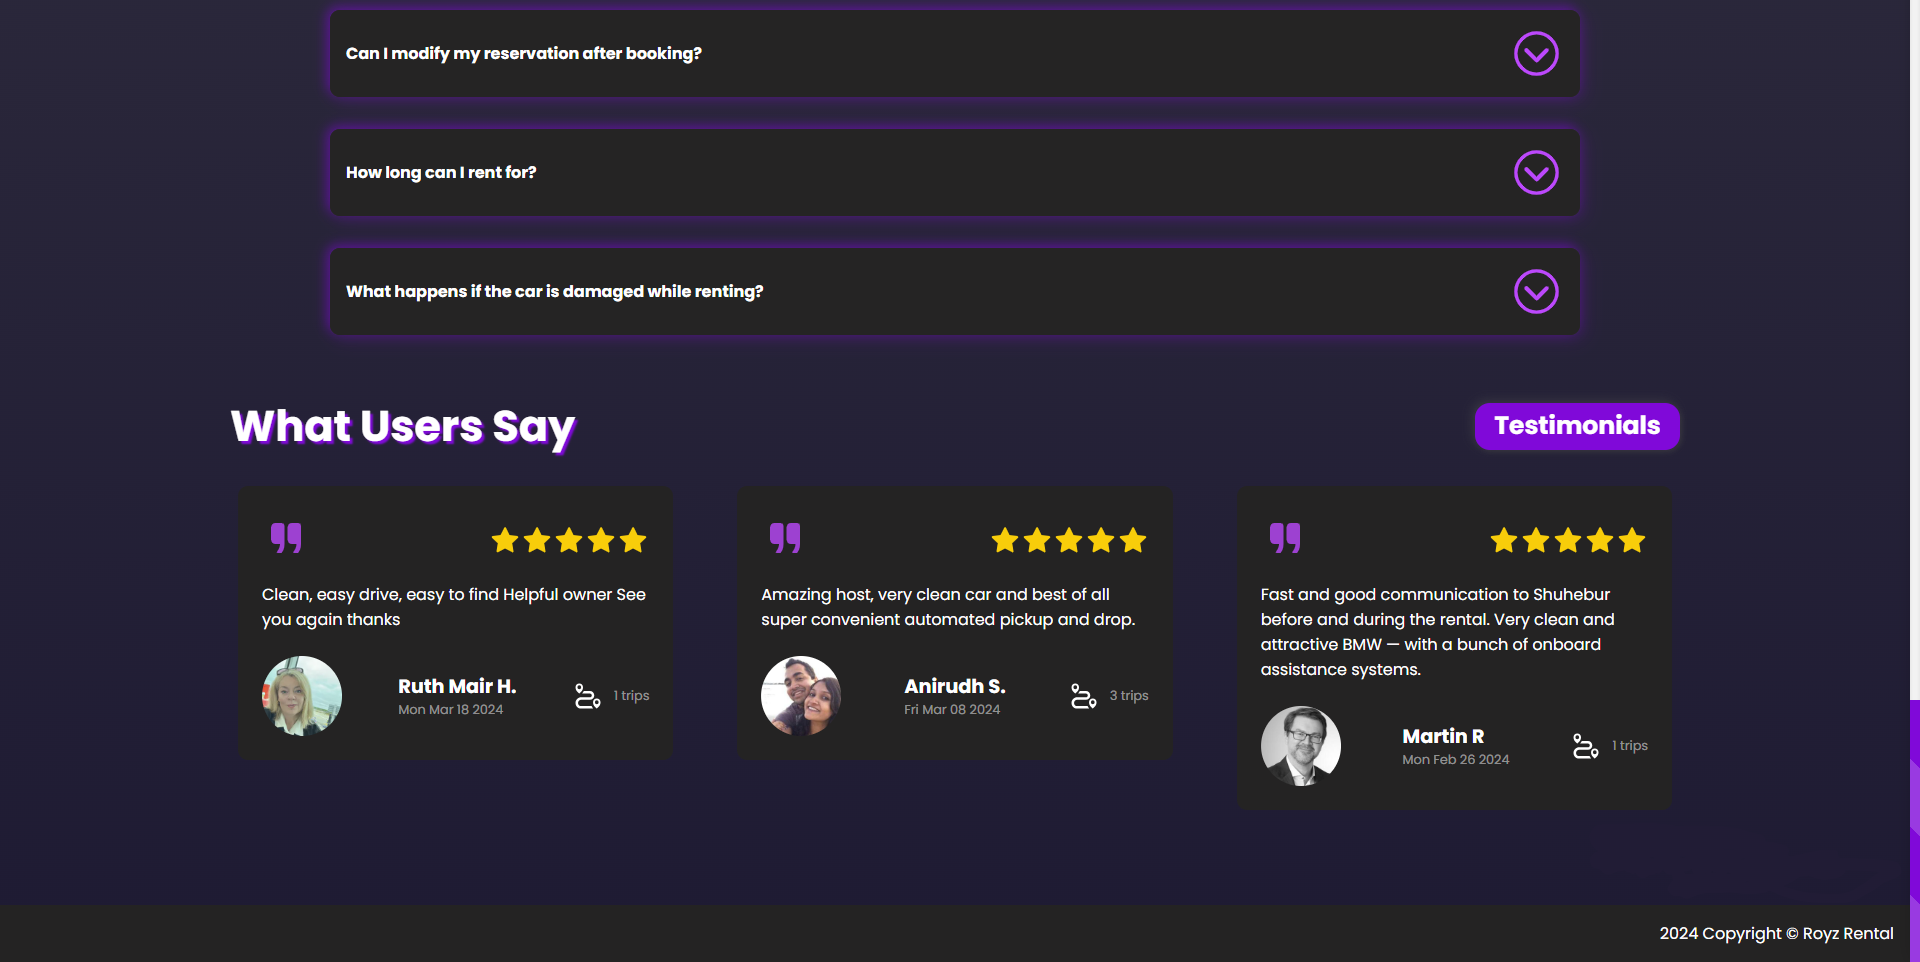 Can I modify my reservation after booking?
How long can I rent for?
What happens if the car is damaged while renting?
What Users Say
Testimonials
Clean, easy drive, easy to find Helpful owner See
you again thanks
Ruth Mair H.
Mon Mar 18 2024
1 trips
Amazing host, very clean car and best of all
super convenient automated pickup and drop.
Anirudh S.
Fri Mar 08 2024
3 trips
Fast and good communication to Shuhebur
before and during the rental. Very clean and
attractive BMW — with a bunch of onboard
assistance systems.
Martin R
Mon Feb 26 2024
1 trips
2024 Copyright © Royz Rental